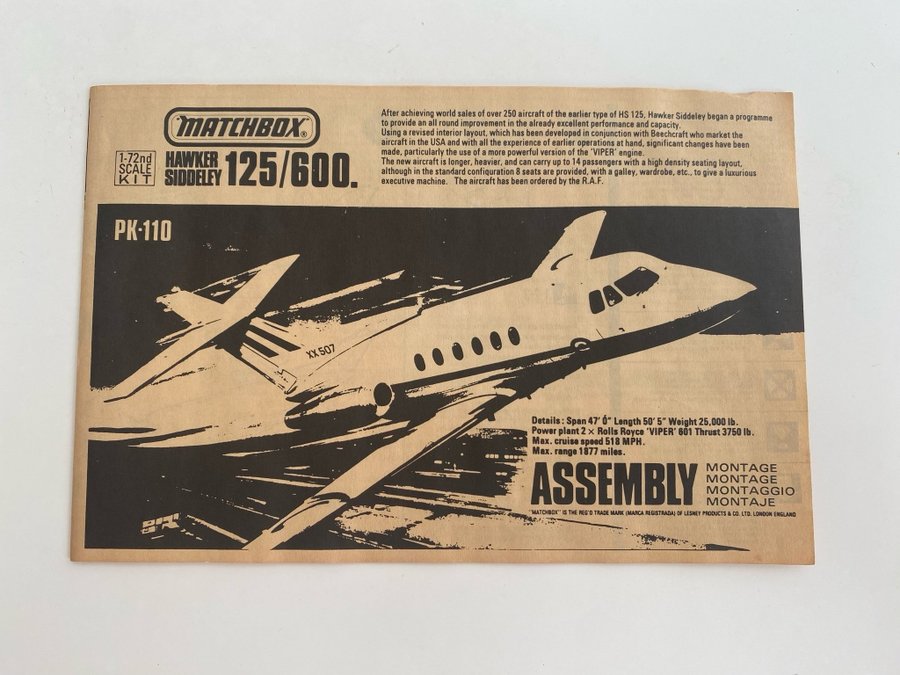 MATCHBOX®
1-72nd
SCALE
KIT
HAWKER
SIDDELEY 125/600.
After achieving world sales of over 250 aircraft of the earlier type of HS 125, Hawker Siddeley began a programme
to provide an all round improvement in the already excellent performance and capacity.
Using a revised interior layout, which has been developed in conjunction with Beechcraft who market the
aircraft in the USA and with all the experience of earlier operations at hand, significant changes have been
made, particularly the use of a more powerful version of the 'VIPER' engine.
The new aircraft is longer, heavier, and can carry up to 14 passengers with a high density seating layout,
although in the standard configuration 8 seats are provided, with a galley, wardrobe, etc., to give a luxurious
executive machine. The aircraft has been ordered by the R.A.F.
PK-110
XX 507
Details: Span 47' 0" Length 50' 5" Weight 25,000 lb.
Power plant 2 × Rolls Royce 'VIPER' 601 Thrust 3750 lb.
Max. cruise speed 518 MPH.
Max. range 1877 miles.
ASSEMBLY
MONTAGE
MONTAGE
MONTAGGIO
MONTAJE
"MATCHBOX" IS THE REG'D TRADE MARK (MARCA REGISTRADA) OF LESNEY PRODUCTS & CO. LTD. LONDON ENGLAND